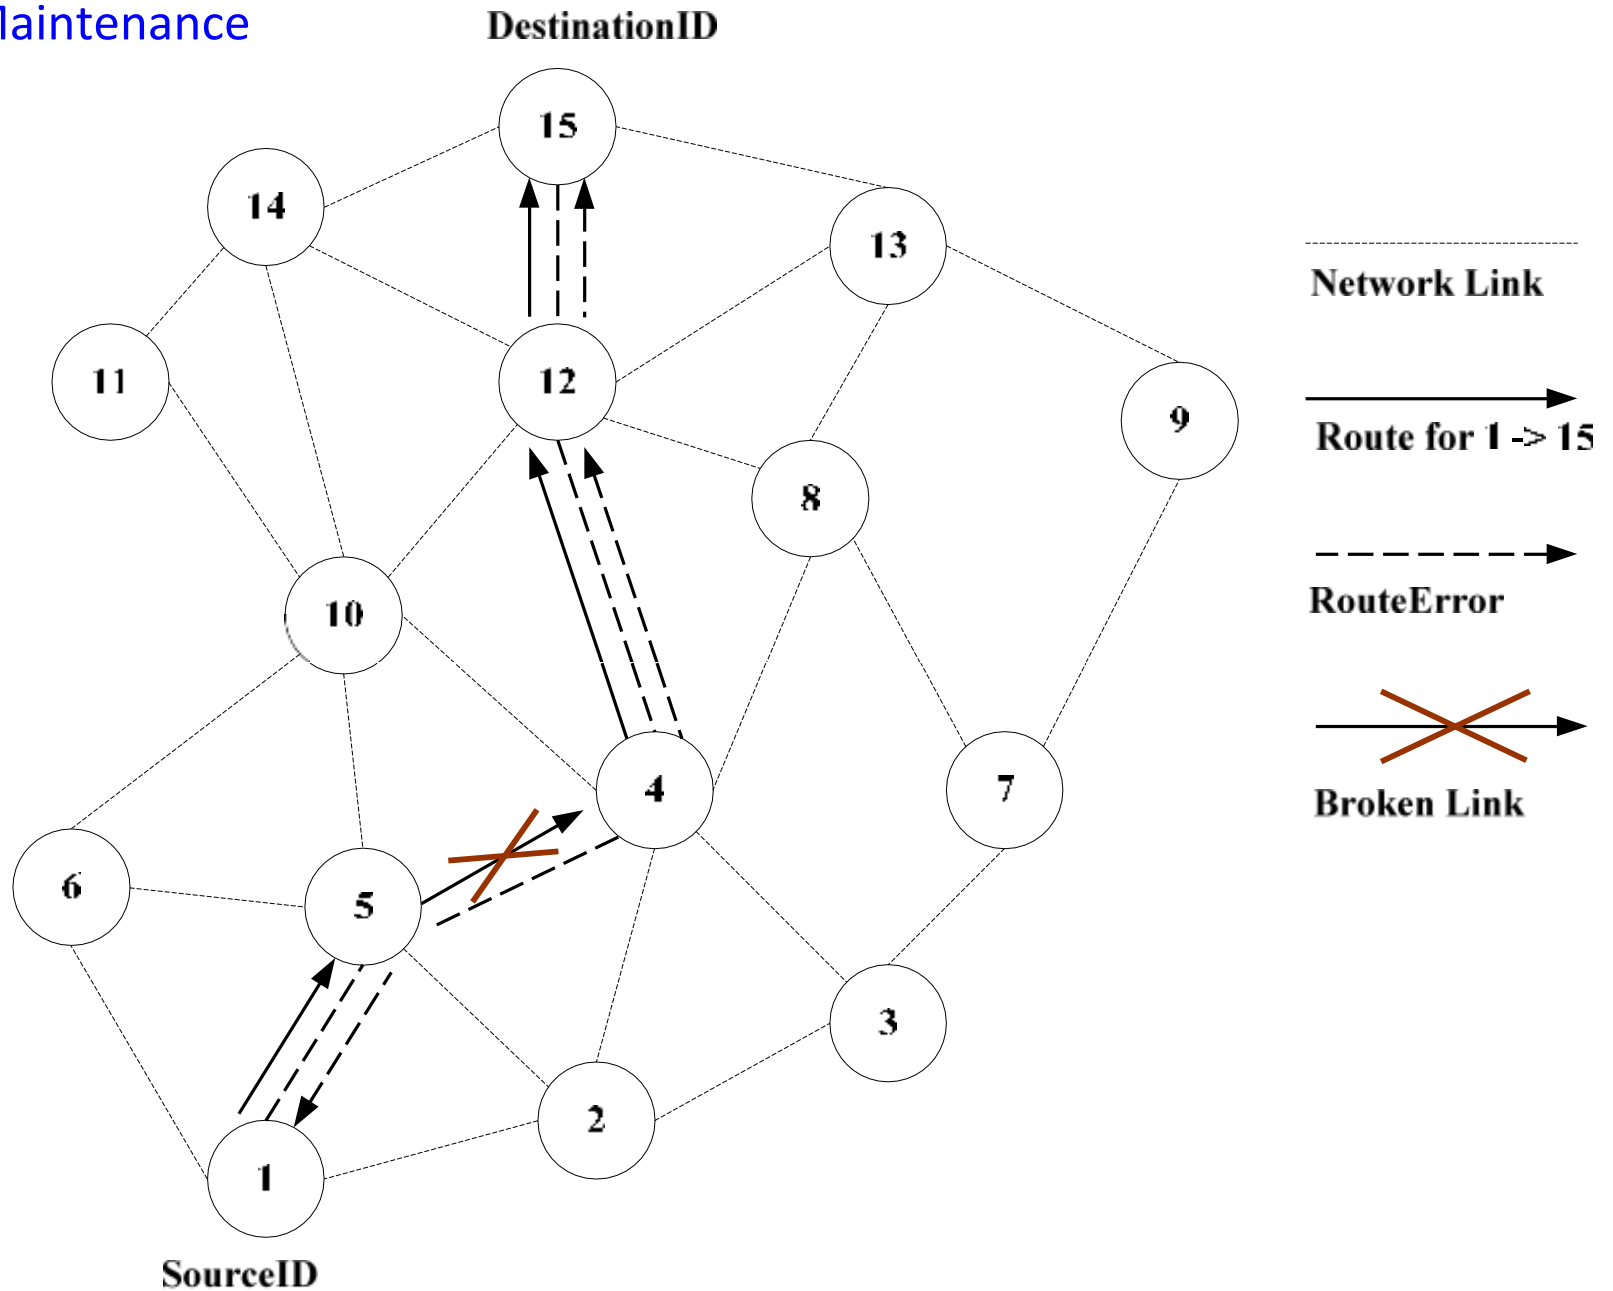 Maintenance
DestinationID
15
14
13
Network Link
11
12
9
Route for 1 -> 15
8
RouteError
10
4
7
Broken Link
6
5
3
2
1
SourceID